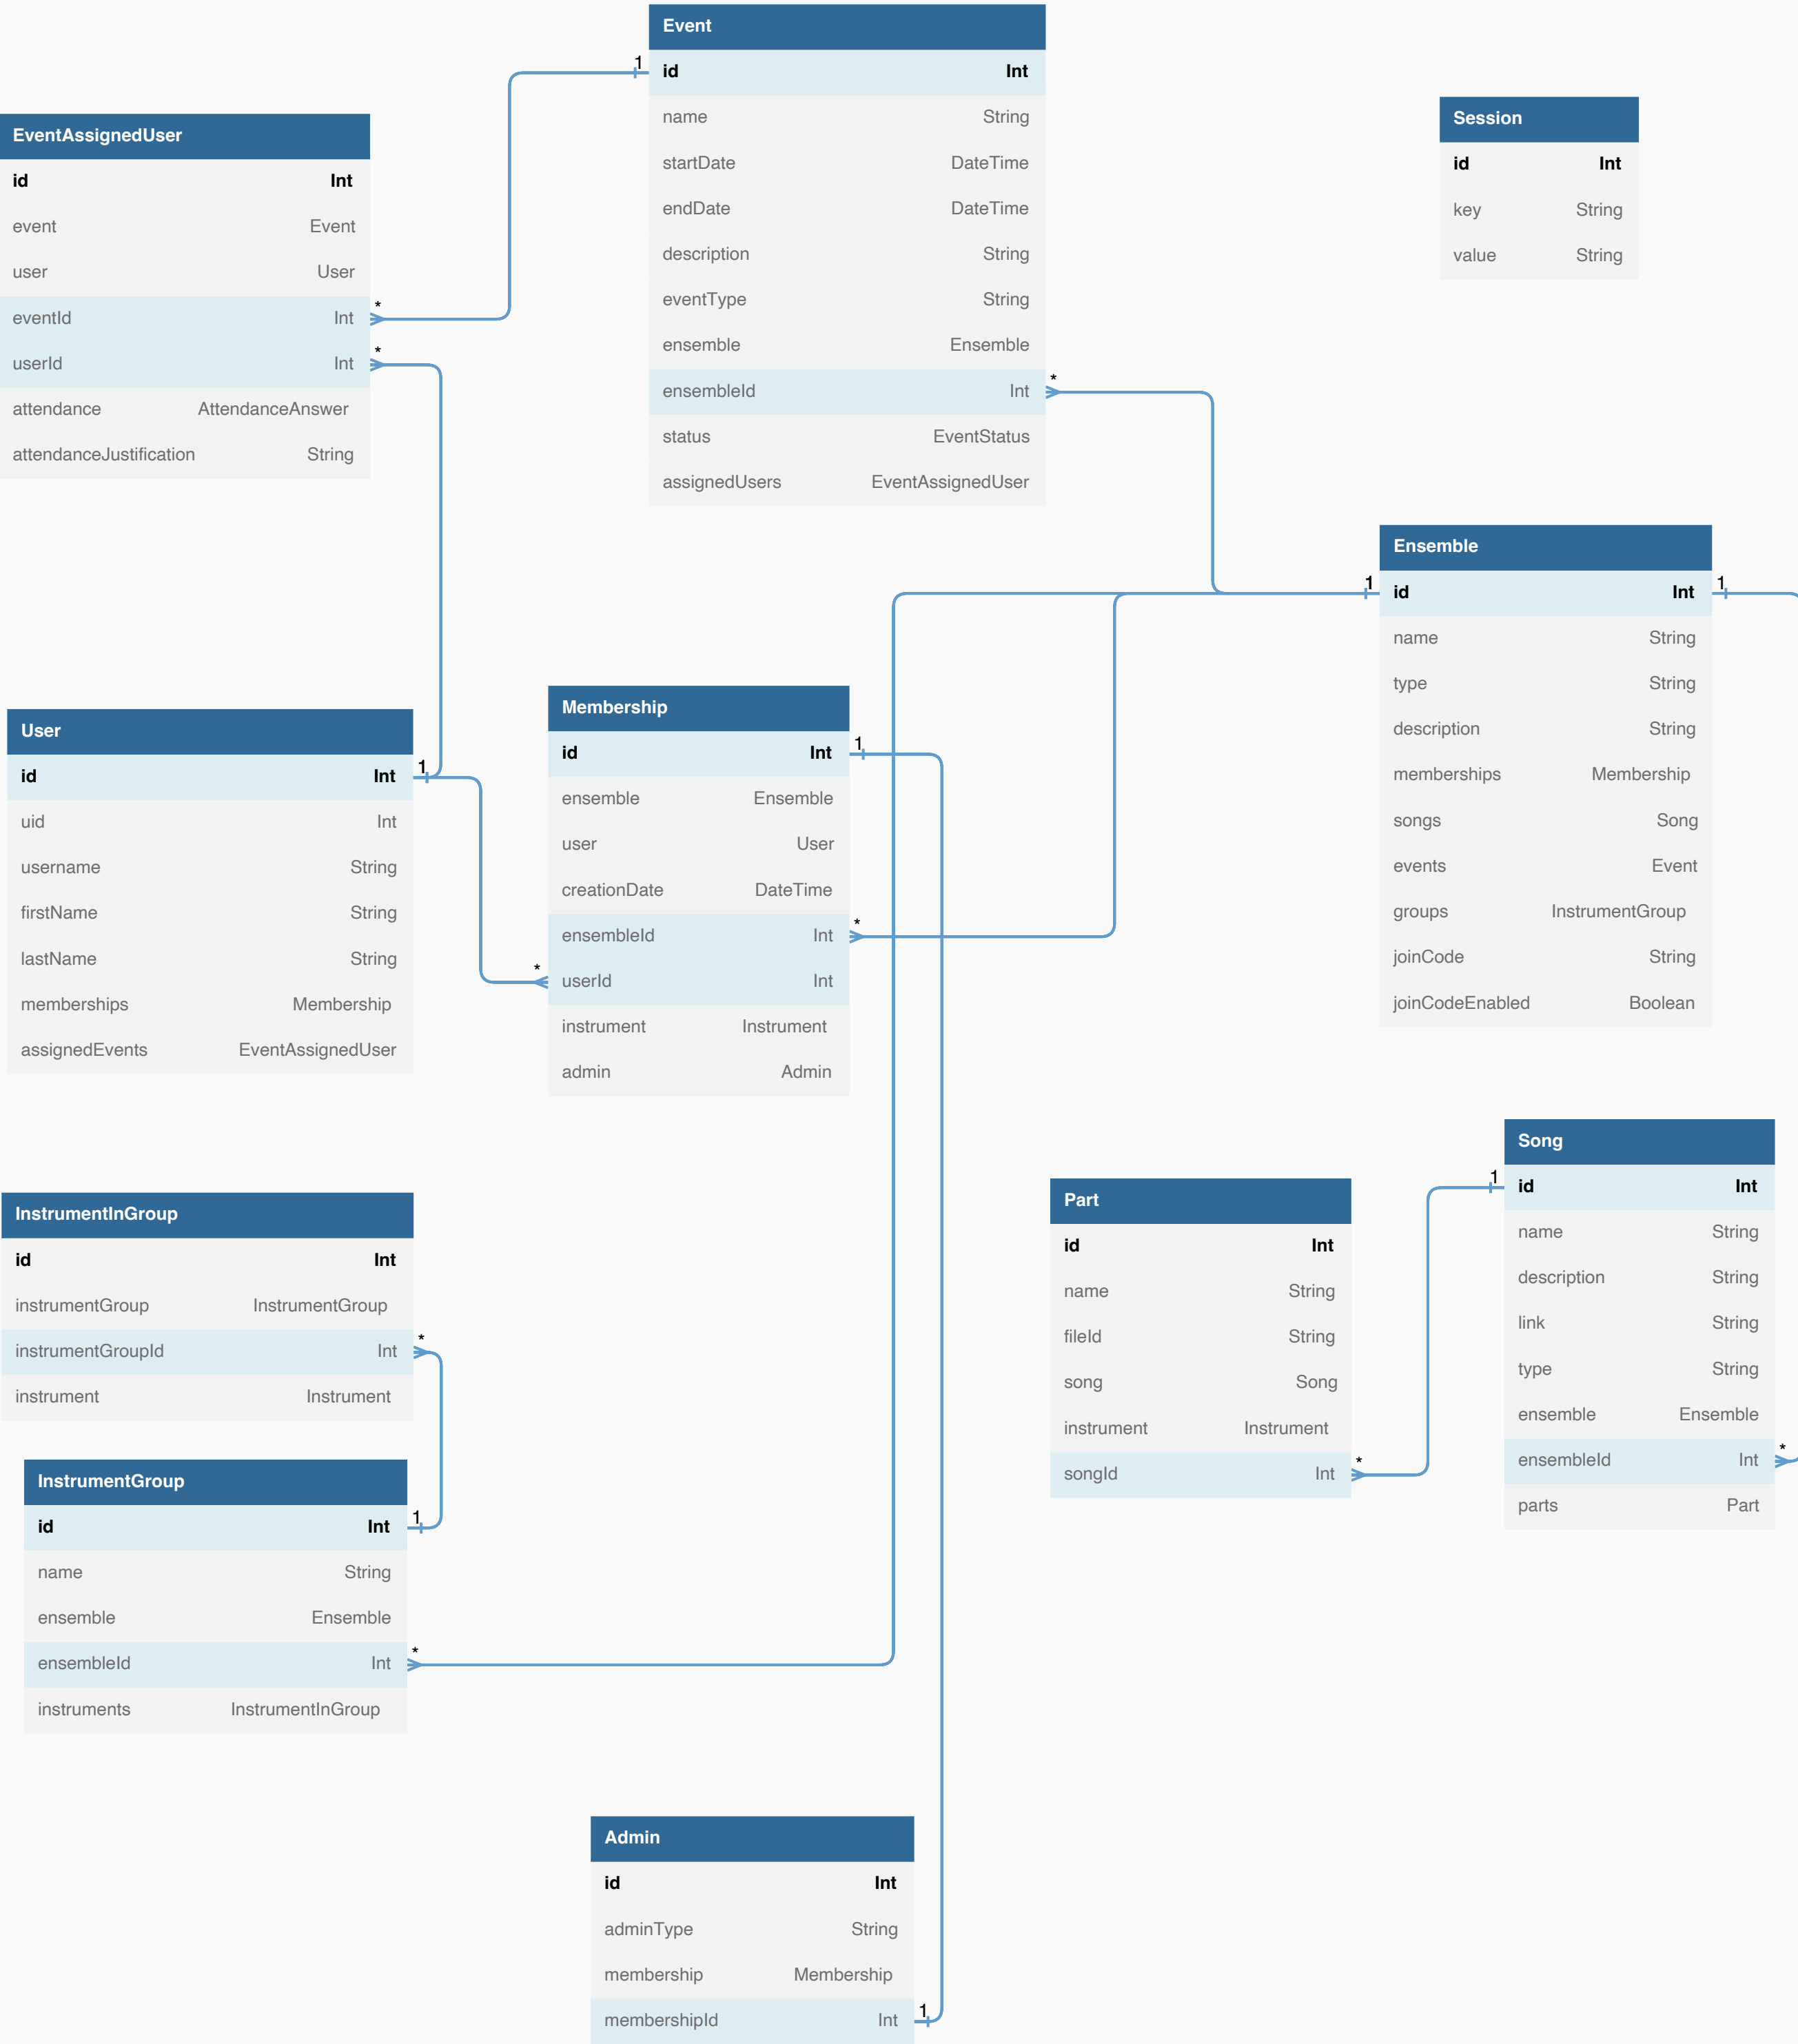 Event
1
id Int
name String
startDate DateTime
endDate DateTime
description String
eventType String
ensemble Ensemble
ensembleId Int *
status EventStatus
assignedUsers EventAssignedUser
Session
id Int
key String
value String
EventAssignedUser
id Int
event Event
user User
eventId Int *
userId Int *
attendance AttendanceAnswer
attendanceJustification String
Ensemble
1 id Int 1
name String
type String
description String
memberships Membership
songs Song
events Event
groups InstrumentGroup
joinCode String
joinCodeEnabled Boolean
User
id Int 1
uid Int
username String
firstName String
lastName String
memberships Membership
assignedEvents EventAssignedUser
Membership
id Int 1
ensemble Ensemble
user User
creationDate DateTime
ensembleId Int *
* userId Int
instrument Instrument
admin Admin
Song
1 id Int
name String
description String
link String
type String
ensemble Ensemble
ensembleId Int *
parts Part
Part
id Int
name String
fileId String
song Song
instrument Instrument
songId Int *
InstrumentInGroup
id Int
instrumentGroup InstrumentGroup
instrumentGroupId Int *
instrument Instrument
InstrumentGroup
id Int 1
name String
ensemble Ensemble
ensembleId Int *
instruments InstrumentInGroup
Admin
id Int
adminType String
membership Membership
membershipId Int 1